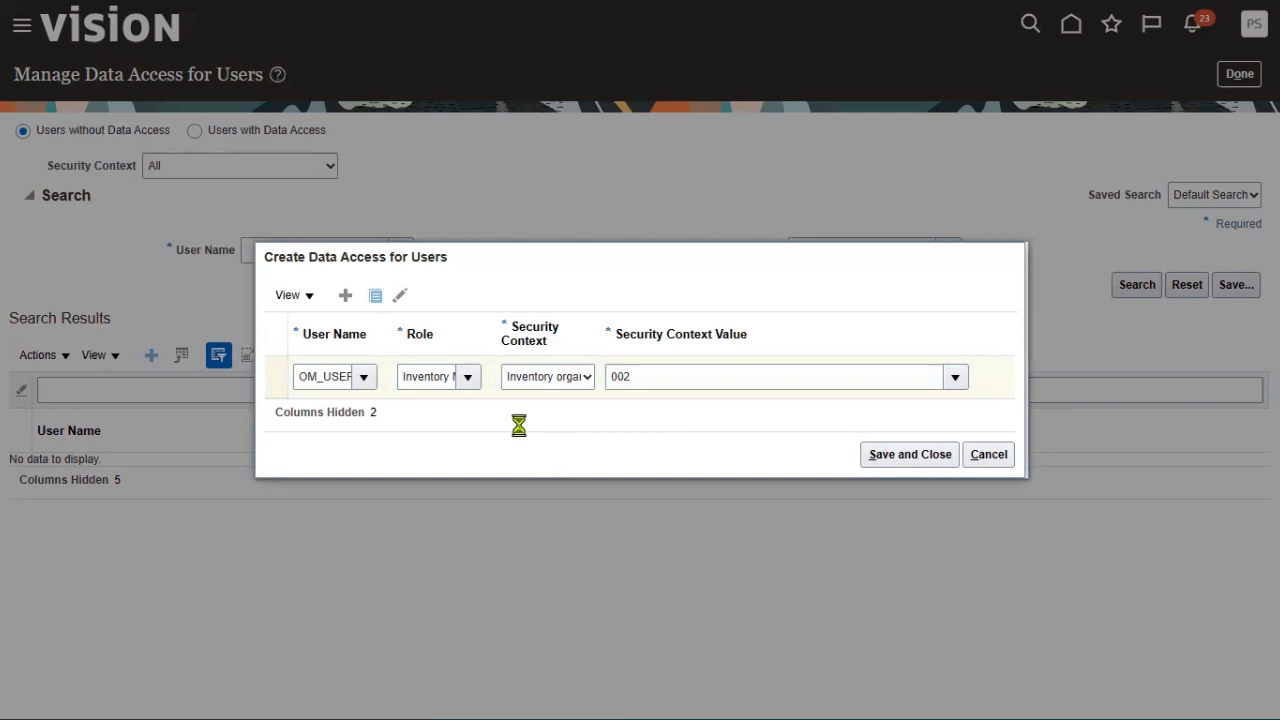 vision
23
PS
Manage Data Access for Users
Done
Users without Data Access Users with Data Access
Security Context All
Search
Saved Search Default Search
* Required
* User Name
Create Data Access for Users
Search Reset Save...
View
Search Results
* User Name * Role * Security Context * Security Context Value
Actions View
OM_USER Inventory Inventory orga 002
Columns Hidden 2
User Name
No data to display.
Save and Close Cancel
Columns Hidden 5